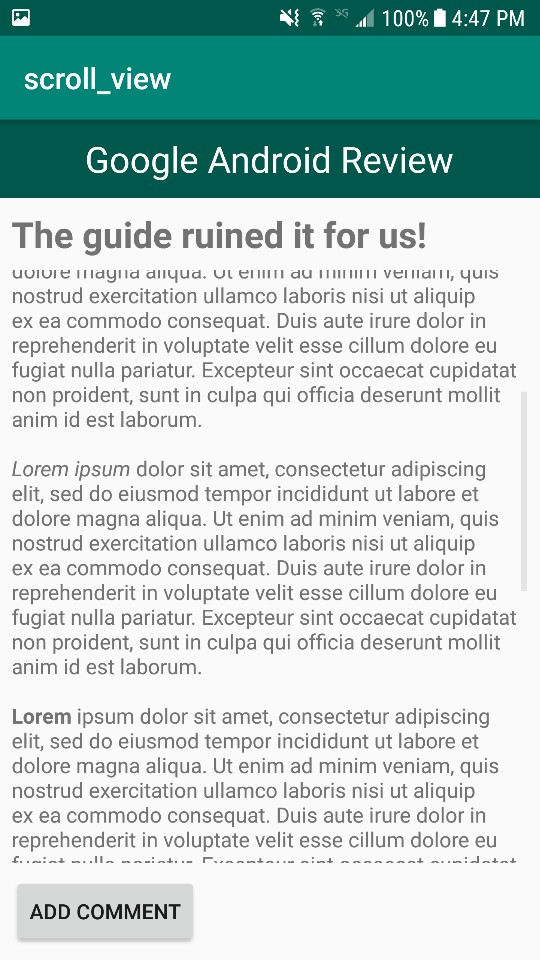 3G 100% 4:47 PM
scroll_view
Google Android Review
The guide ruined it for us!
dolore magna aliqua. Ut enim ad minim veniam, quis
nostrud exercitation ullamco laboris nisi ut aliquip
ex ea commodo consequat. Duis aute irure dolor in
reprehenderit in voluptate velit esse cillum dolore eu
fugiat nulla pariatur. Excepteur sint occaecat cupidatat
non proident, sunt in culpa qui officia deserunt mollit
anim id est laborum.
Lorem ipsum dolor sit amet, consectetur adipiscing
elit, sed do eiusmod tempor incididunt ut labore et
dolore magna aliqua. Ut enim ad minim veniam, quis
nostrud exercitation ullamco laboris nisi ut aliquip
ex ea commodo consequat. Duis aute irure dolor in
reprehenderit in voluptate velit esse cillum dolore eu
fugiat nulla pariatur. Excepteur sint occaecat cupidatat
non proident, sunt in culpa qui officia deserunt mollit
anim id est laborum.
Lorem ipsum dolor sit amet, consectetur adipiscing
elit, sed do eiusmod tempor incididunt ut labore et
dolore magna aliqua. Ut enim ad minim veniam, quis
nostrud exercitation ullamco laboris nisi ut aliquip
ex ea commodo consequat. Duis aute irure dolor in
reprehenderit in voluptate velit esse cillum dolore eu
fugiat nulla pariatur. Excepteur sint occaecat cupidatat
ADD COMMENT